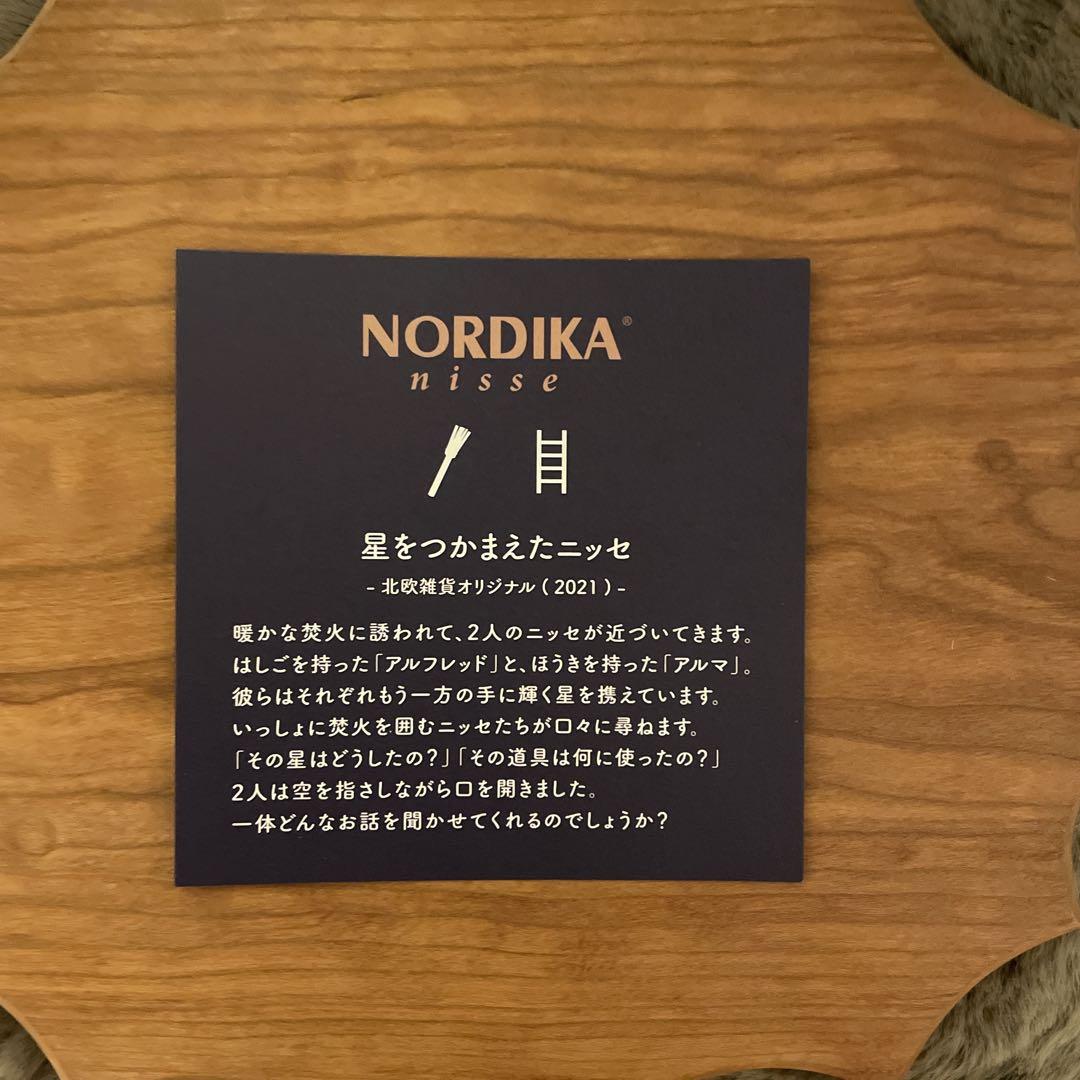 NORDIKA®
nisse
星をつかまえたニッセ
– 北欧雑貨オリジナル ( 2021 ) –
暖かな焚火に誘われて、2人のニッセが近づいてきます。
はしごを持った「アルフレッド」と、ほうきを持った「アルマ」。
彼らはそれぞれもう一方の手に輝く星を携えています。
いっしょに焚火を囲むニッセたちが口々に尋ねます。
「その星はどうしたの?」「その道具は何に使ったの?」
2人は空を指さしながら口を開きました。
一体どんなお話を聞かせてくれるのでしょうか?